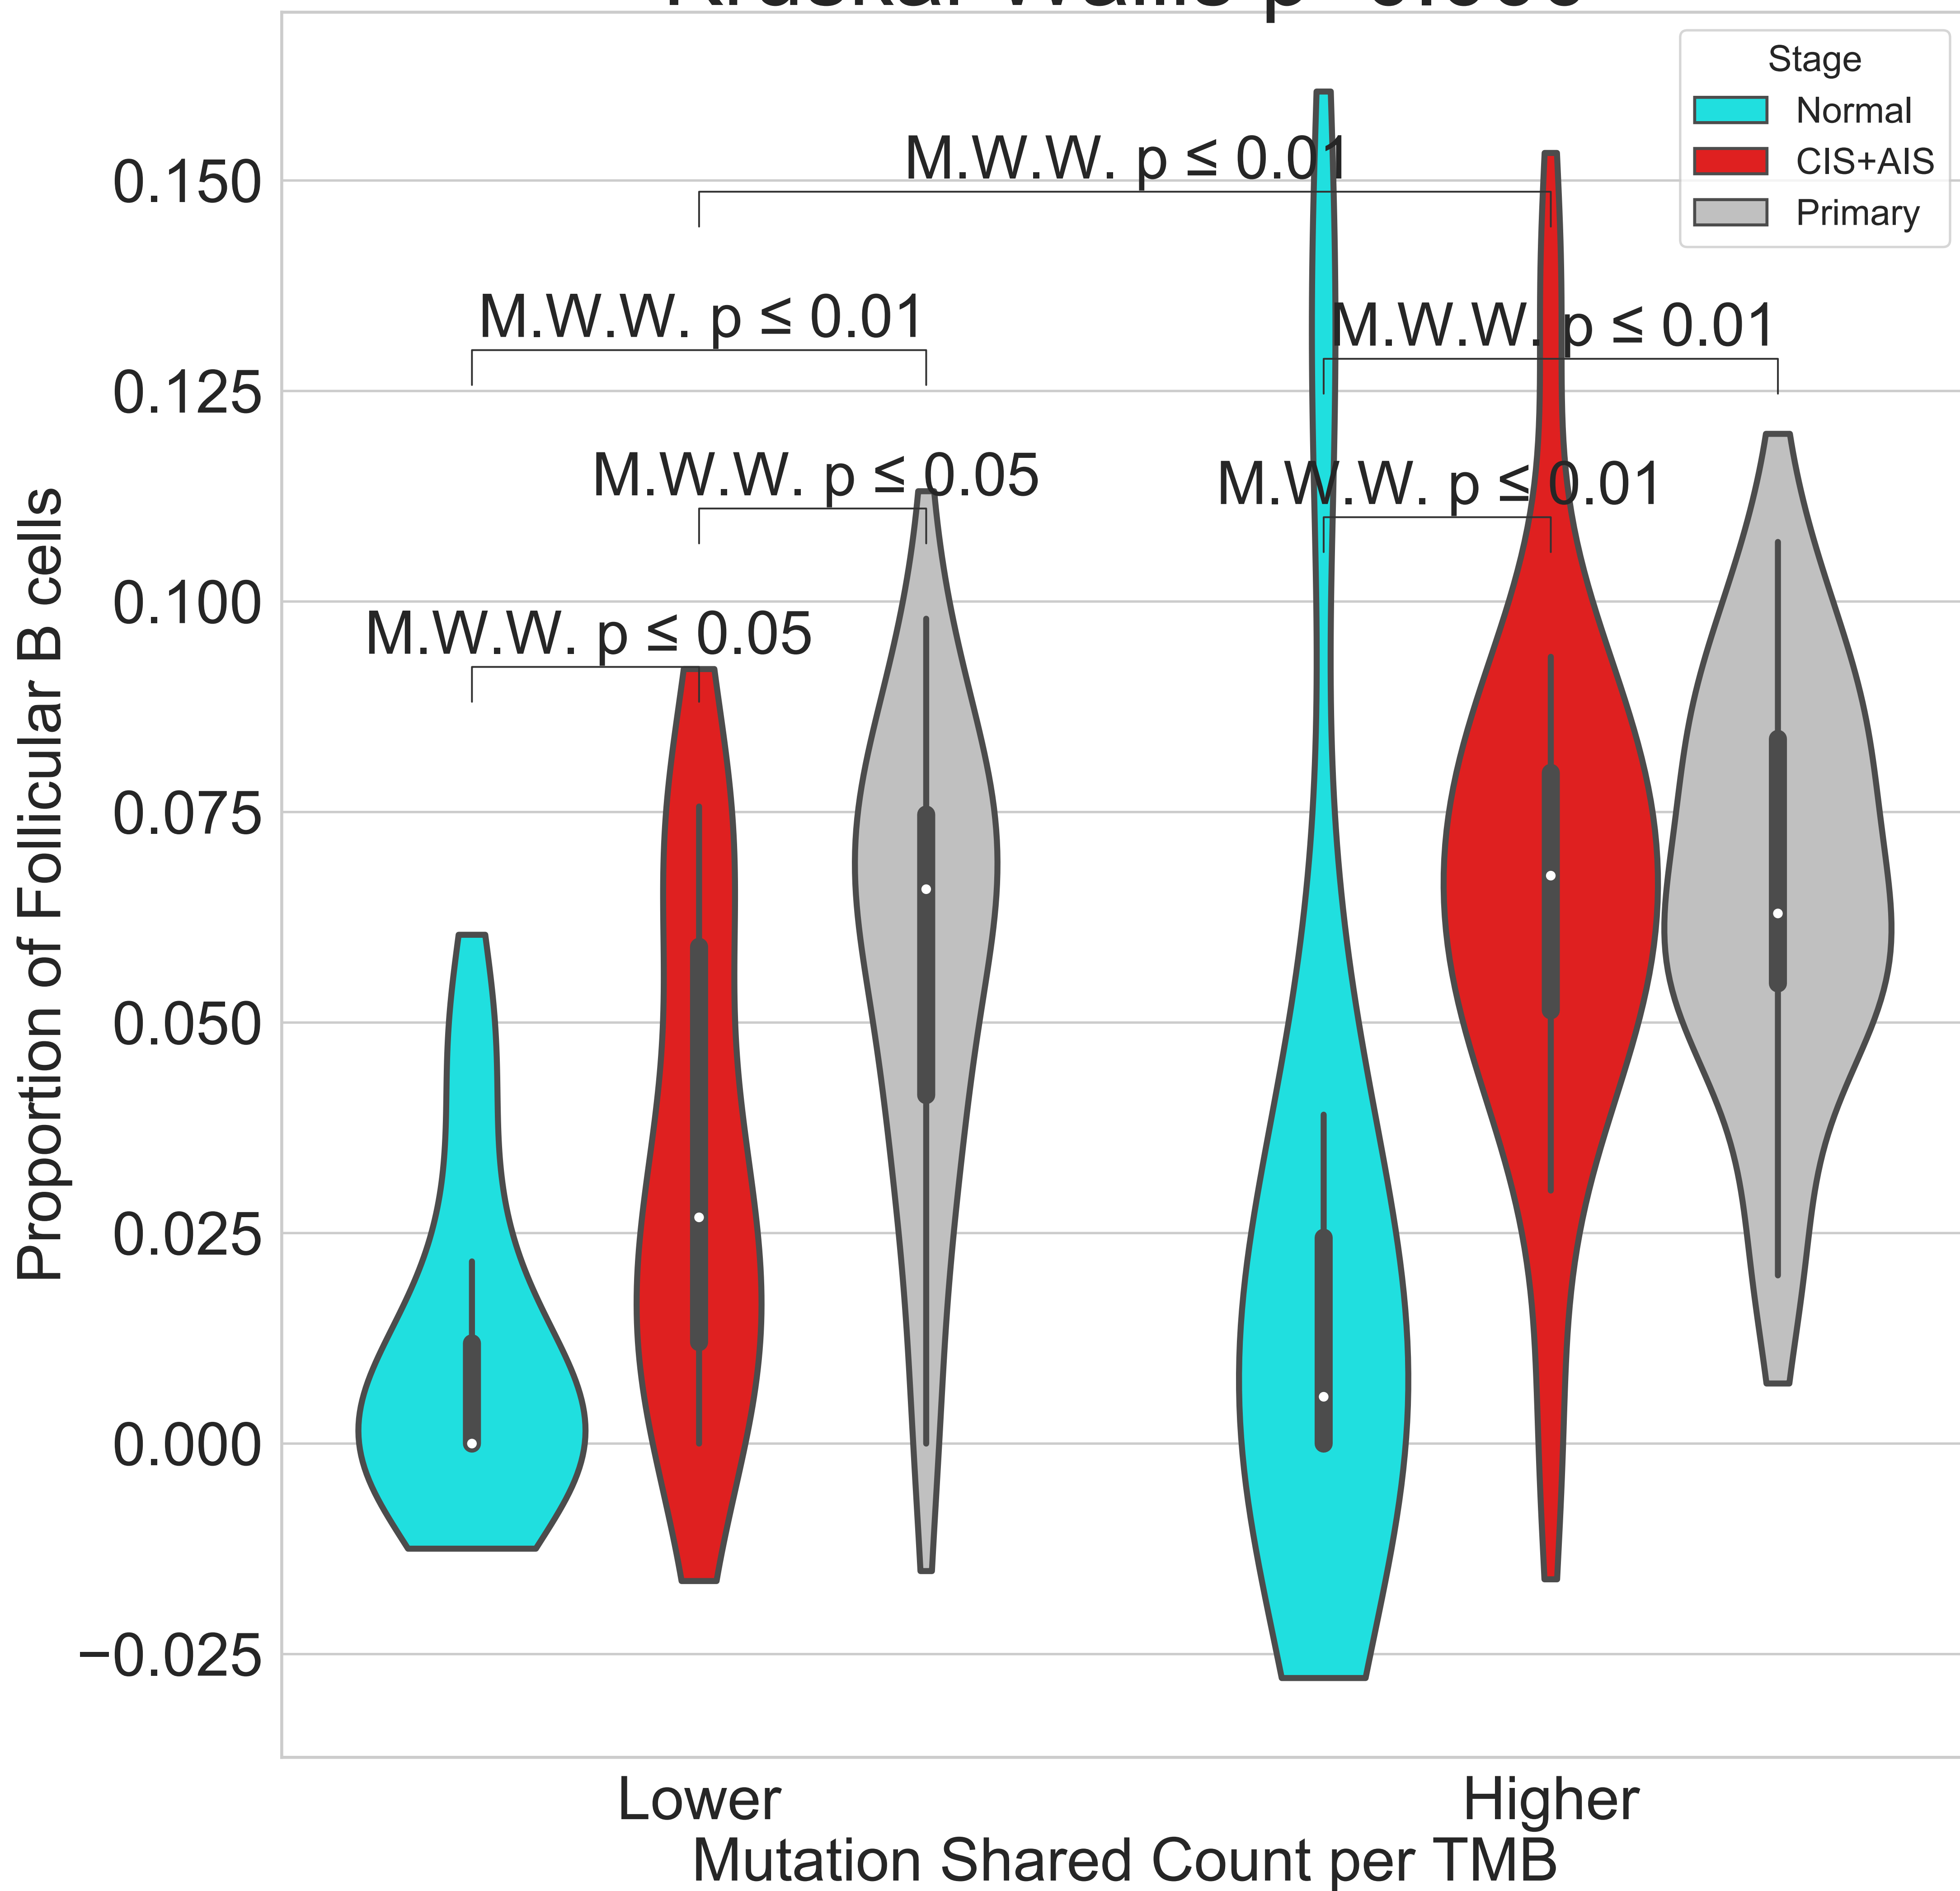 Stage
Normal
CIS+AIS
Primary
M.W.W. p ≤ 0.01
M.W.W. p ≤ 0.01
M.W.W. p ≤ 0.01
M.W.W. p ≤ 0.05
M.W.W. p ≤ 0.01
M.W.W. p ≤ 0.05
0.150
0.125
0.100
0.075
0.050
0.025
0.000
−0.025
Proportion of Follicular B cells
Lower
Higher
Mutation Shared Count per TMB